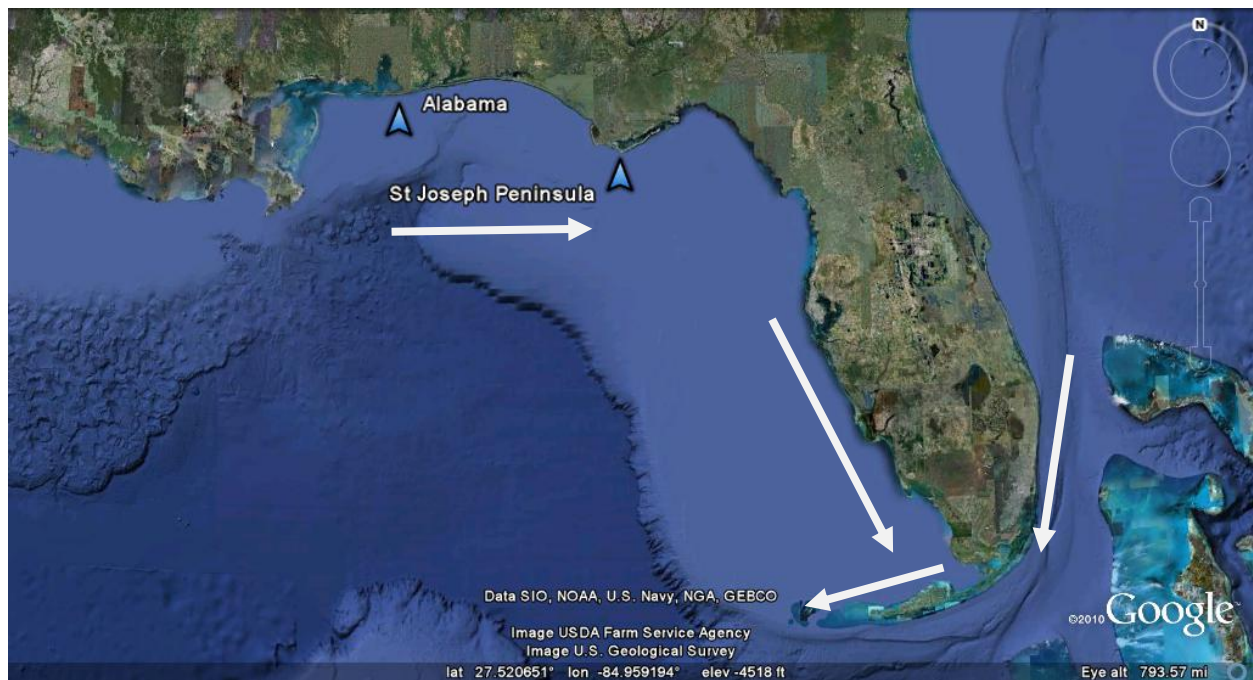 N
Alabama
St Joseph Peninsula
Data SIO, NOAA, U.S. Navy, NGA, GEBCO
©2010 Google
Image USDA Farm Service Agency
Image U.S. Geological Survey
lat 27.520651° lon -84.959194° elev -4518 ft
Eye alt 793.57 mi